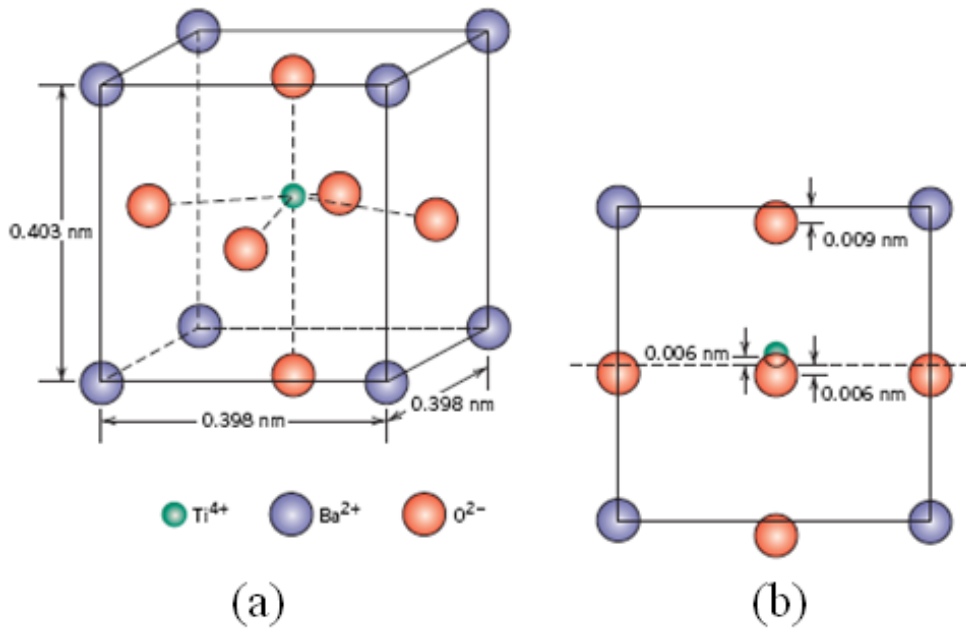 0.403 nm
0.398 nm
0.398 nm
Ti4+ Ba2+ O2−
(a)
0.009 nm
0.006 nm
0.006 nm
(b)